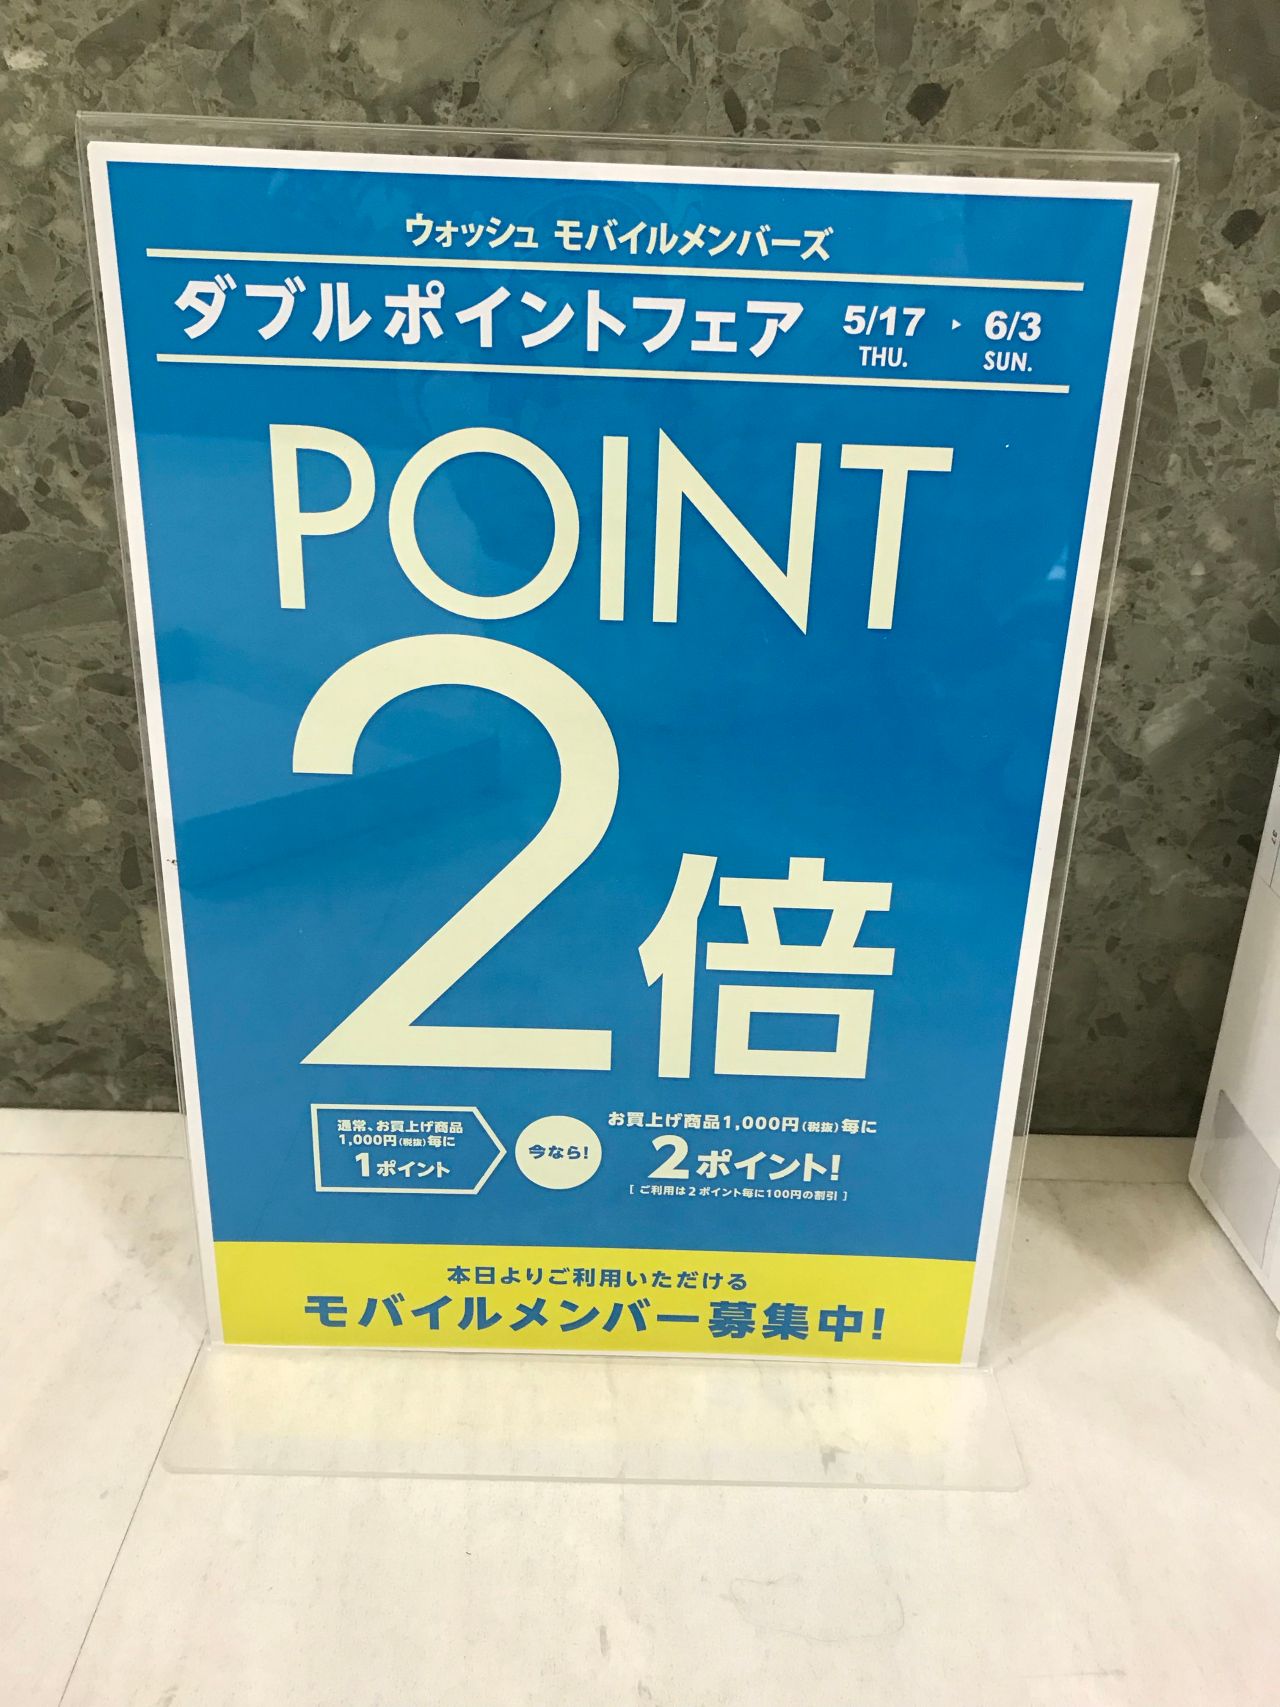 ウォッシュ モバイルメンバーズ
ダブルポイントフェア 5/17 THU. ▸ 6/3 SUN.
POINT
2倍
通常、お買上げ商品
1,000円(税抜)毎に
1ポイント
今なら!
お買上げ商品1,000円(税抜)毎に
2ポイント!
[ ご利用は2ポイント毎に100円の割引 ]
本日よりご利用いただける
モバイルメンバー募集中!